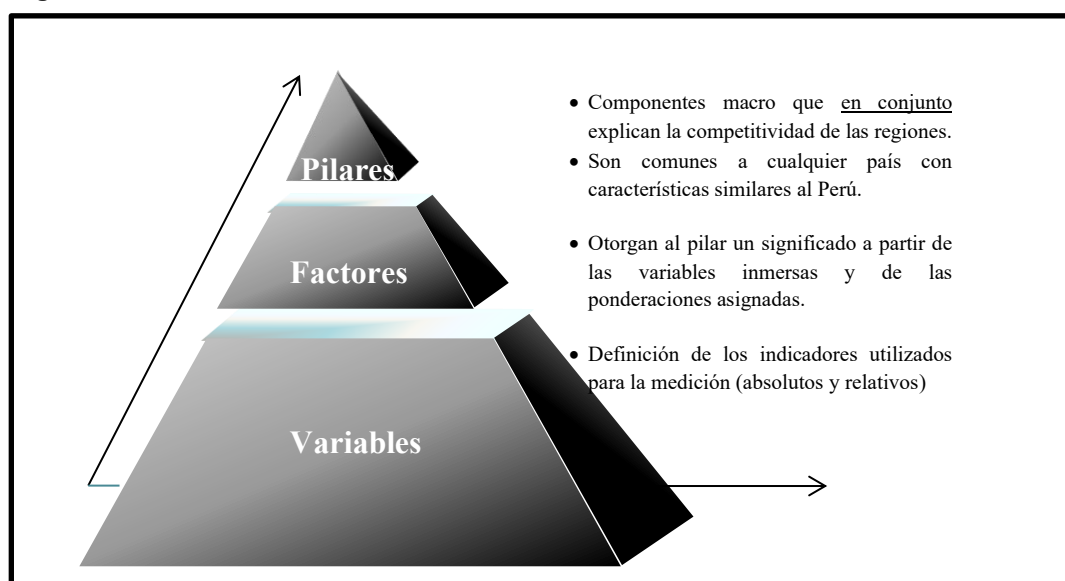 Pilares
Factores
Variables
• Componentes macro que en conjunto
explican la competitividad de las regiones.
• Son comunes a cualquier país con
características similares al Perú.
• Otorgan al pilar un significado a partir de
las variables inmersas y de las
ponderaciones asignadas.
• Definición de los indicadores utilizados
para la medición (absolutos y relativos)